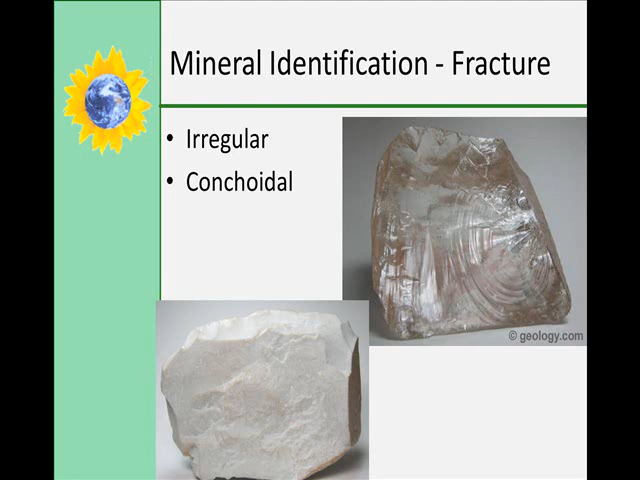 Mineral Identification - Fracture
• Irregular
• Conchoidal
© geology.com